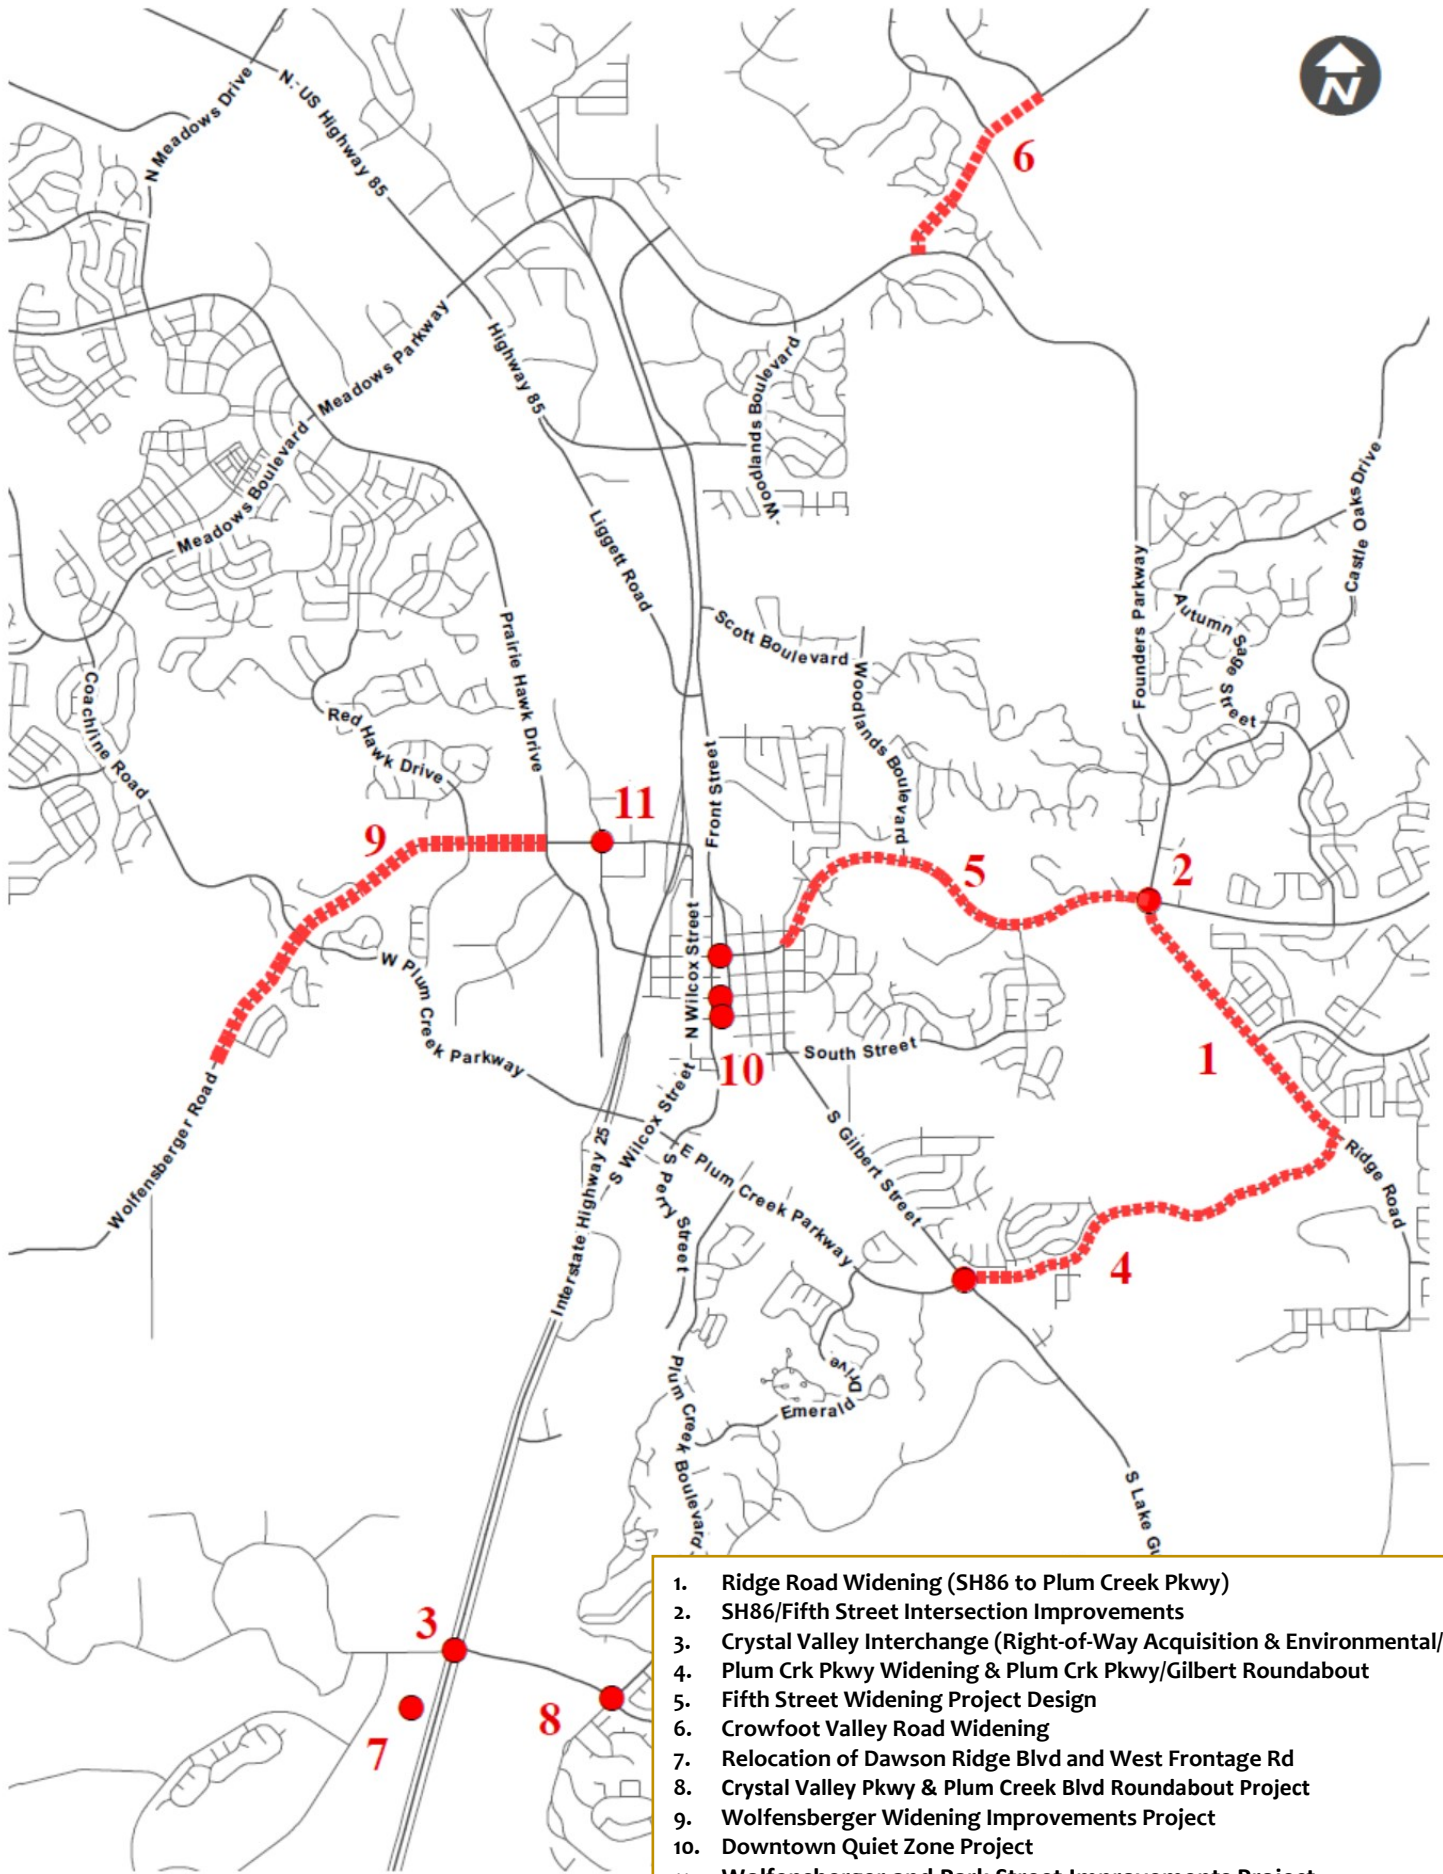 N
N Meadows Drive
N. US Highway 85
6
Meadows Parkway
Highway 85
Woodlands Boulevard
Meadows Boulevard
Liggett Road
Castle Oaks Drive
Founders Parkway
Autumn Sage Street
Prairie Hawk Drive
Scott Boulevard
Woodlands Boulevard
Coachline Road
Red Hawk Drive
Front Street
11
9
5
2
N Wilcox Street
W Plum Creek Parkway
South Street
10
1
Wolfensberger Road
S Wilcox Street
S Gilbert Street
Ridge Road
Interstate Highway 25
S Perry Street
E Plum Creek Parkway
4
Plum Creek Boulevard
Emerald Drive
S Lake
3
7
8
1. Ridge Road Widening (SH86 to Plum Creek Pkwy)
2. SH86/Fifth Street Intersection Improvements
3. Crystal Valley Interchange (Right-of-Way Acquisition & Environmental/
4. Plum Crk Pkwy Widening & Plum Crk Pkwy/Gilbert Roundabout
5. Fifth Street Widening Project Design
6. Crowfoot Valley Road Widening
7. Relocation of Dawson Ridge Blvd and West Frontage Rd
8. Crystal Valley Pkwy & Plum Creek Blvd Roundabout Project
9. Wolfensberger Widening Improvements Project
10. Downtown Quiet Zone Project
Wolfensberger and Park Street Improvements Project